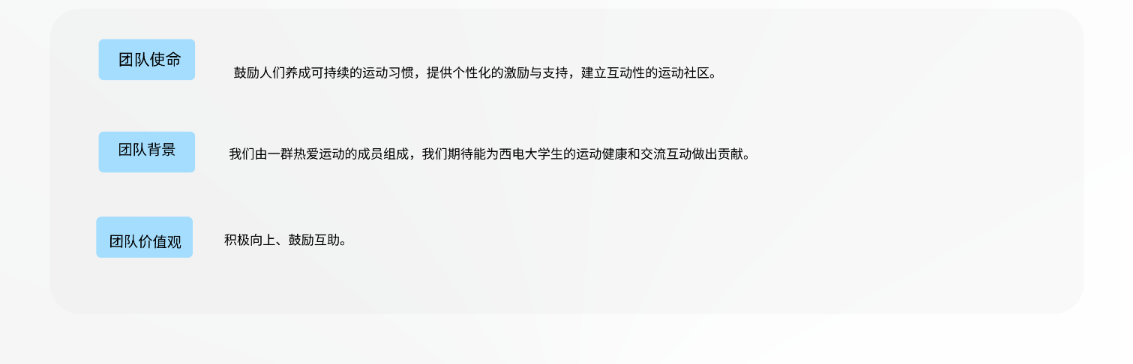 团队使命
鼓励人们养成可持续的运动习惯，提供个性化的激励与支持，建立互动性的运动社区。
团队背景
我们由一群热爱运动的成员组成，我们期待能为西电大学生的运动健康和交流互动做出贡献。
团队价值观
积极向上、鼓励互助。